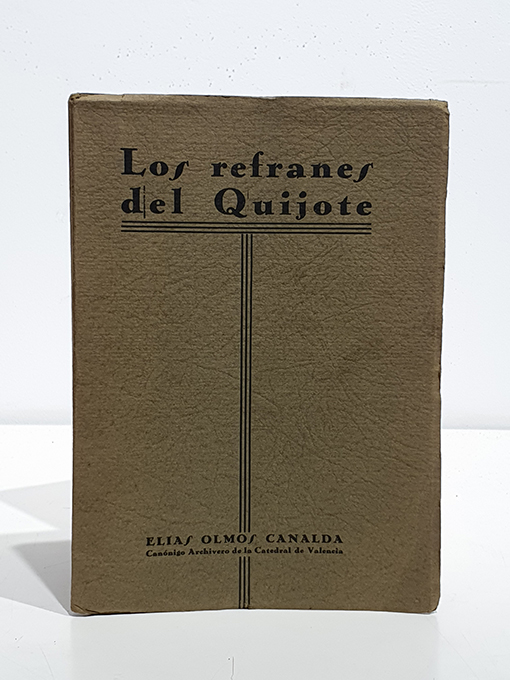 Los refranes
del Quijote
ELIAS OLMOS CANALDA
Canónigo Archivero de la Catedral de Valencia